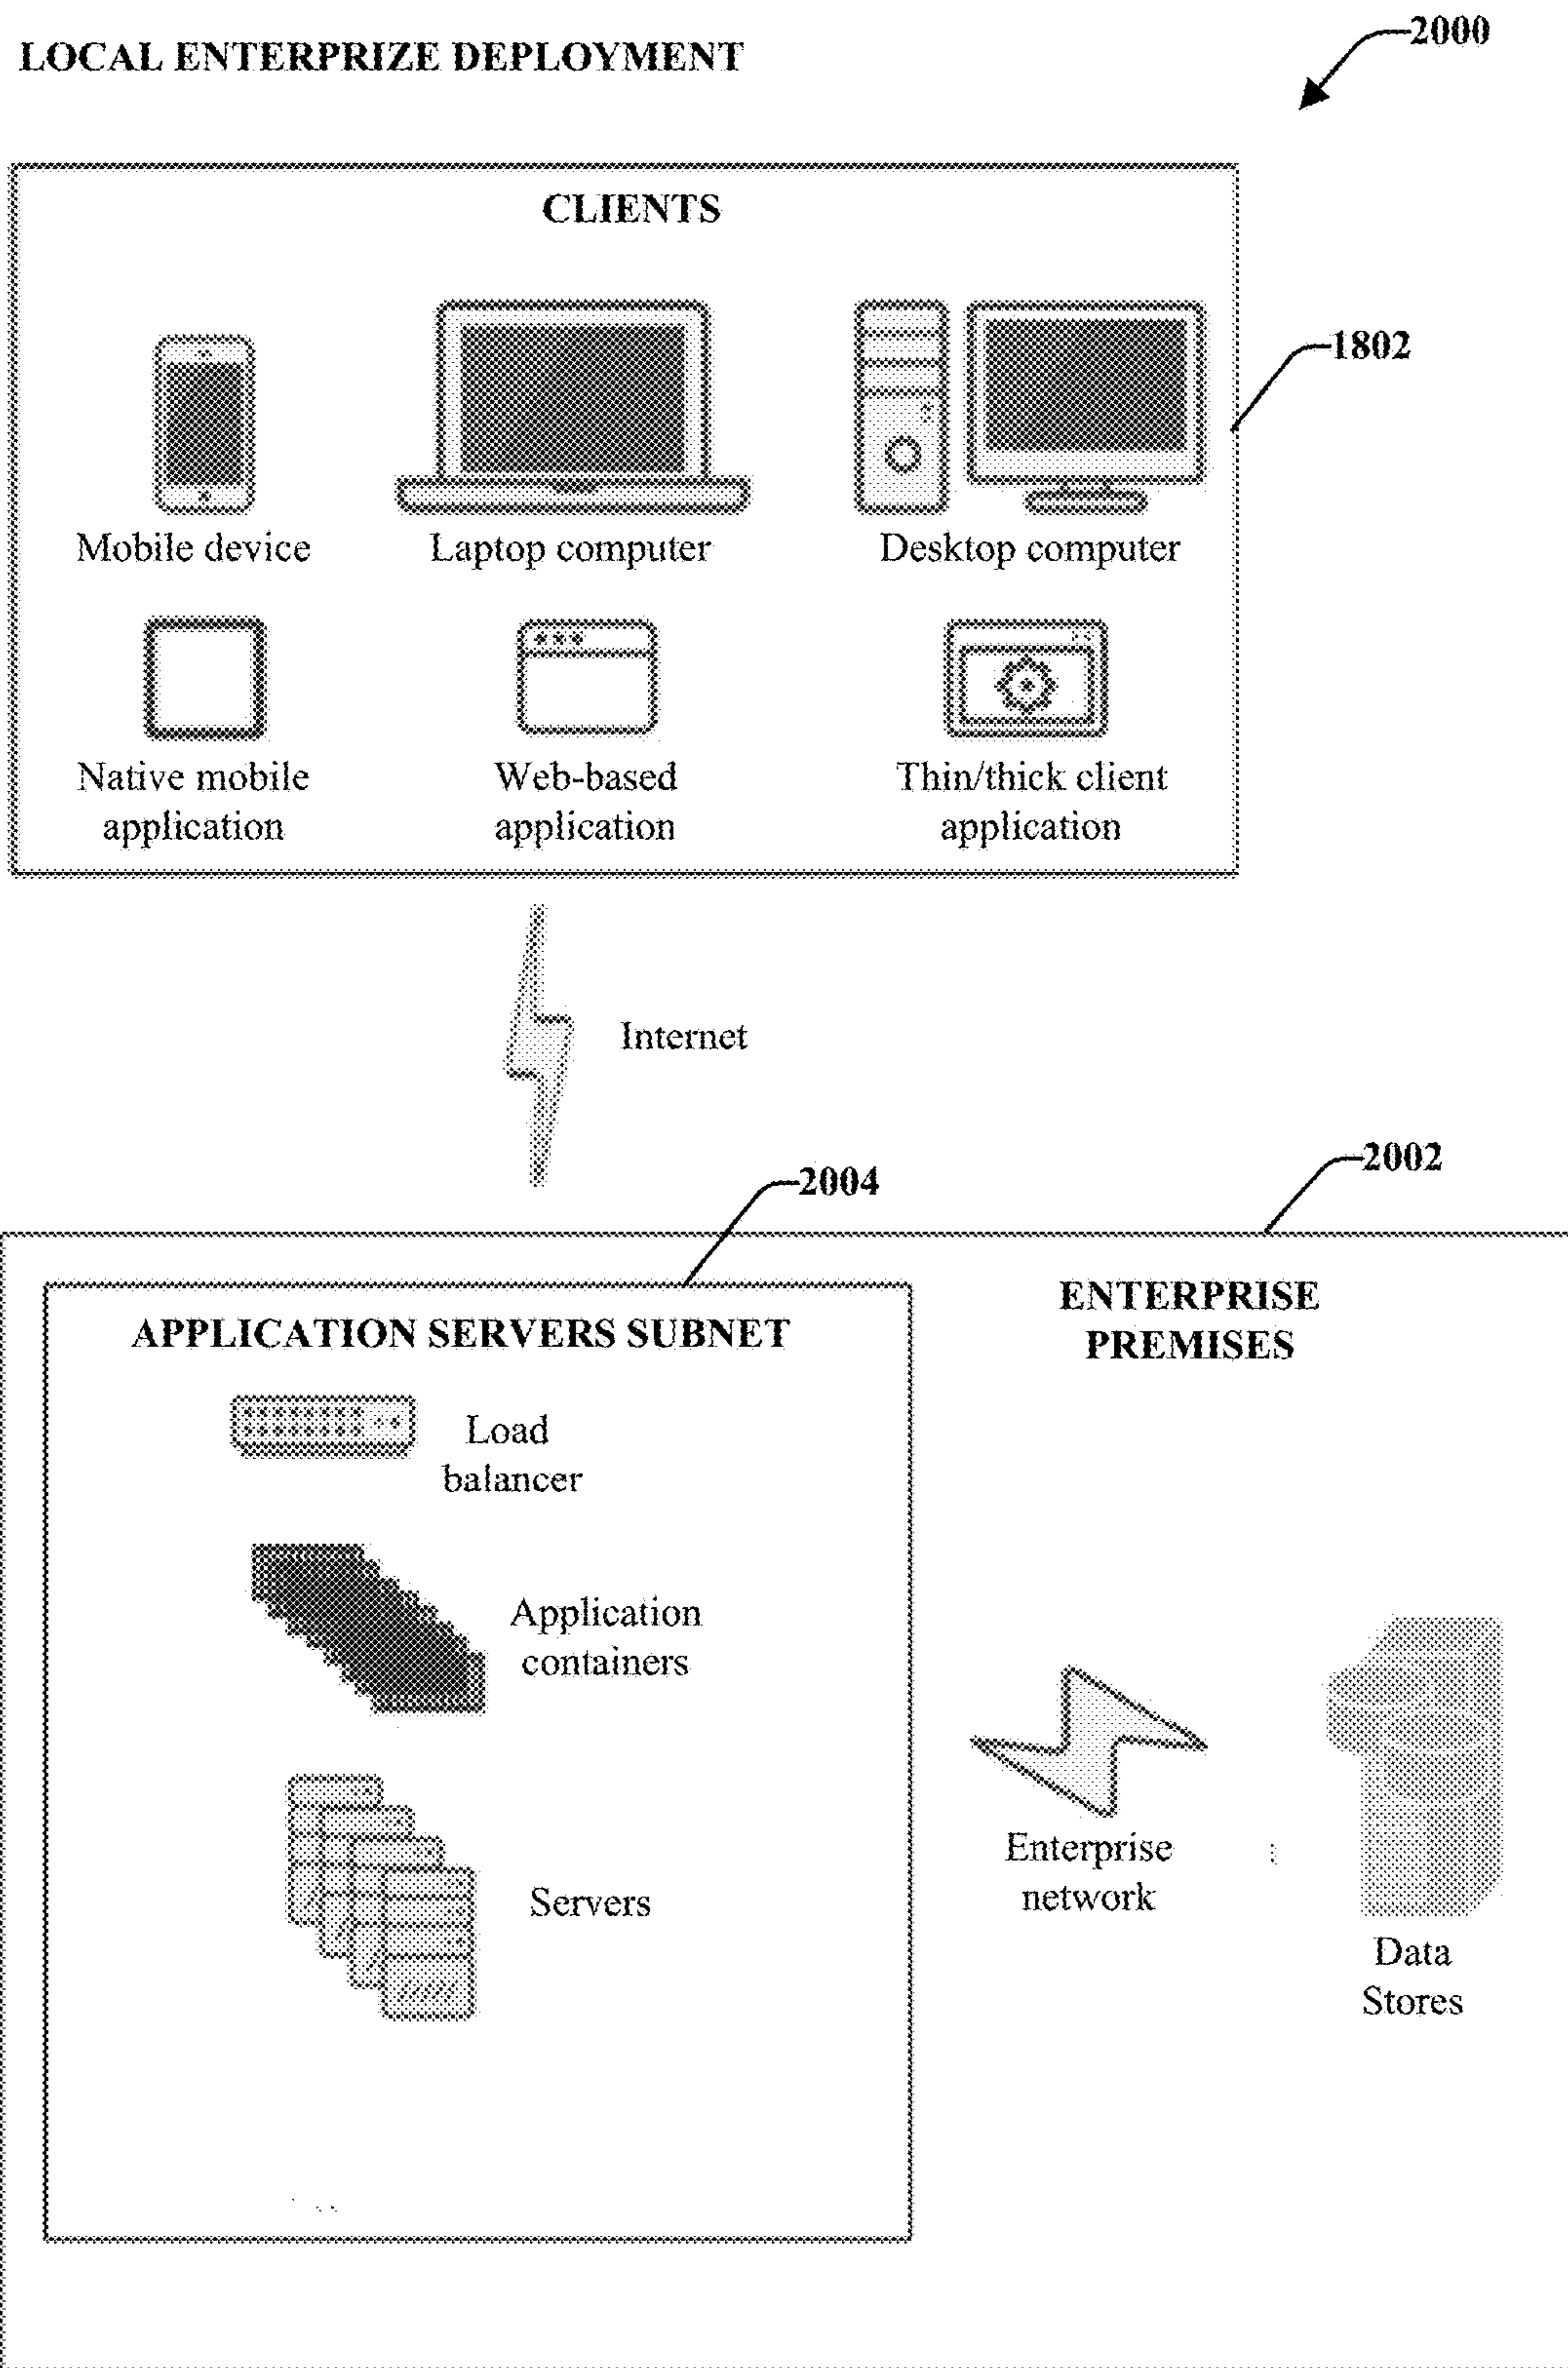 LOCAL ENTERPRIZE DEPLOYMENT
2000
CLIENTS
1802
Mobile device
Laptop computer
Desktop computer
Native mobile
application
Web-based
application
Thin/thick client
application
Internet
2004
2002
APPLICATION SERVERS SUBNET
ENTERPRISE
PREMISES
Load
balancer
Application
containers
Servers
Enterprise
network
Data
Stores